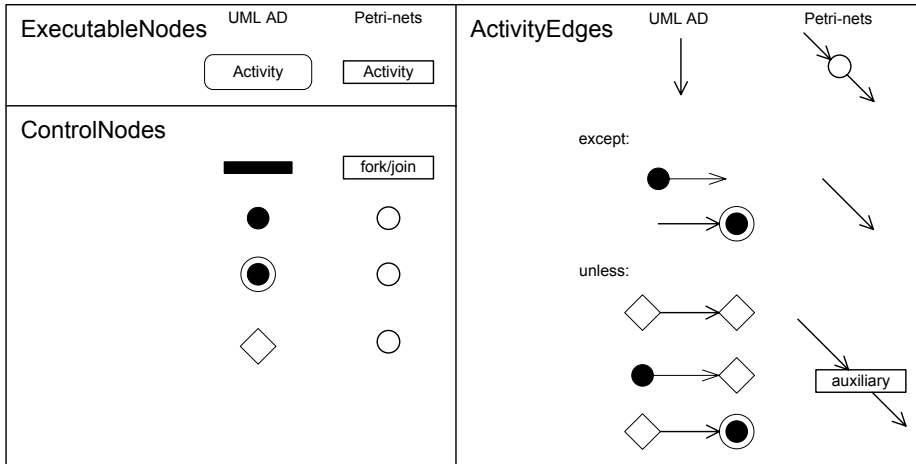 ExecutableNodes
UML AD
Petri-nets
Activity
Activity
ControlNodes
fork/join
ActivityEdges
UML AD
Petri-nets
except:
unless:
auxiliary